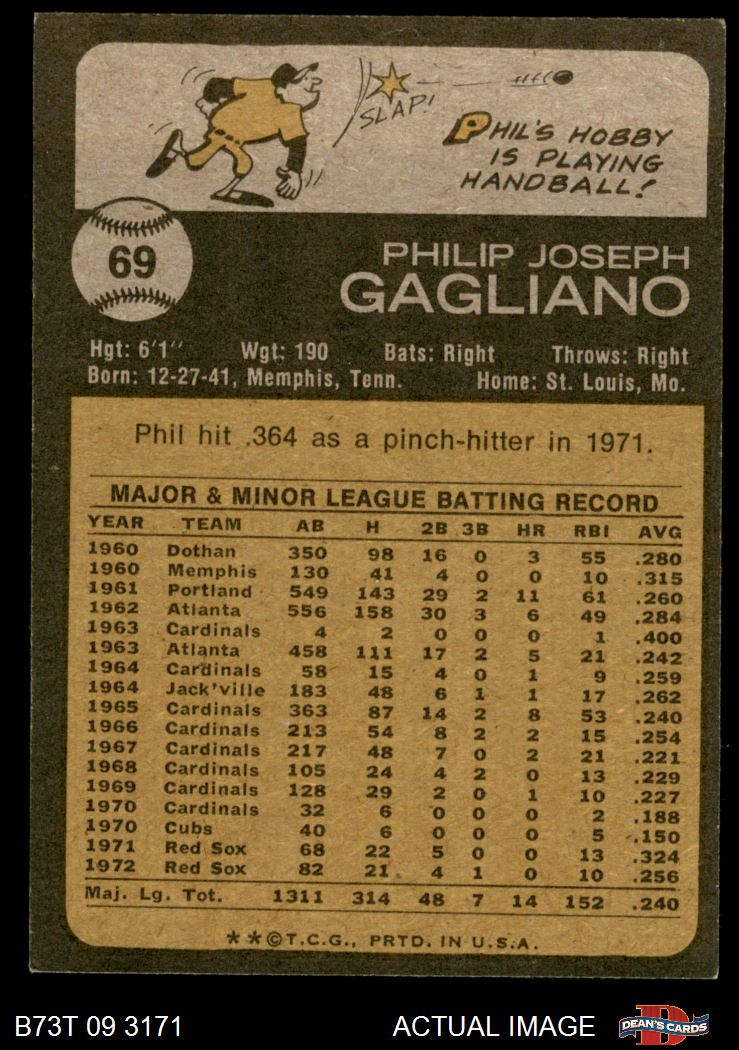 SLAP!
PHIL'S HOBBY
IS PLAYING
HANDBALL!
69
PHILIP JOSEPH
GAGLIANO
Hgt: 6'1" Wgt: 190 Bats: Right Throws: Right
Born: 12-27-41, Memphis, Tenn. Home: St. Louis, Mo.
Phil hit .364 as a pinch-hitter in 1971.
MAJOR & MINOR LEAGUE BATTING RECORD
YEAR TEAM AB H 2B 3B HR RBI AVG
1960 Dothan 350 98 16 0 3 55 .280
1960 Memphis 130 41 4 0 0 10 .315
1961 Portland 549 143 29 2 11 61 .260
1962 Atlanta 556 158 30 3 6 49 .284
1963 Cardinals 4 2 0 0 0 1 .400
1963 Atlanta 458 111 17 2 5 21 .242
1964 Cardinals 58 15 4 0 1 9 .259
1964 Jack'ville 183 48 6 1 1 17 .262
1965 Cardinals 363 87 14 2 8 53 .240
1966 Cardinals 213 54 8 2 2 15 .254
1967 Cardinals 217 48 7 0 2 21 .221
1968 Cardinals 105 24 4 2 0 13 .229
1969 Cardinals 128 29 2 0 1 10 .227
1970 Cardinals 32 6 0 0 0 2 .188
1970 Cubs 40 6 0 0 0 5 .150
1971 Red Sox 68 22 5 0 0 13 .324
1972 Red Sox 82 21 4 1 0 10 .256
Maj. Lg. Tot. 1311 314 48 7 14 152 .240
**©T.C.G., PRTD. IN U.S.A.
B73T 09 3171 ACTUAL IMAGE D DEAN'S CARDS